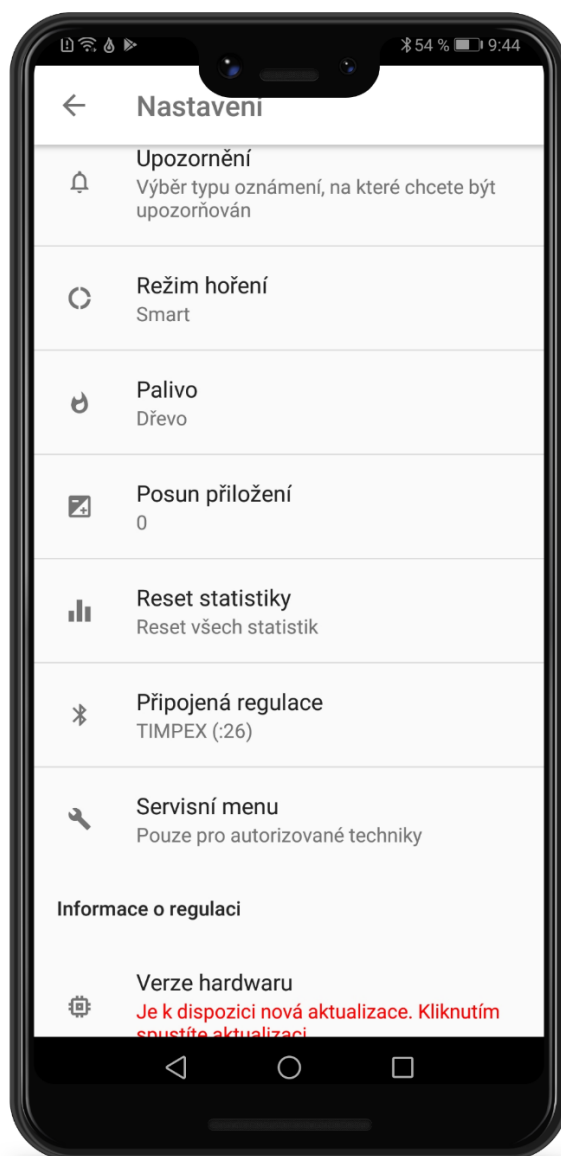 54 % 9:44
Nastavení
Upozornění
Výběr typu oznámení, na které chcete být
upozorňován
Režim hoření
Smart
Palivo
Dřevo
Posun přiložení
0
Reset statistiky
Reset všech statistik
Připojená regulace
TIMPEX (:26)
Servisní menu
Pouze pro autorizované techniky
Informace o regulaci
Verze hardwaru
Je k dispozici nová aktualizace. Kliknutím
spustíte aktualizaci